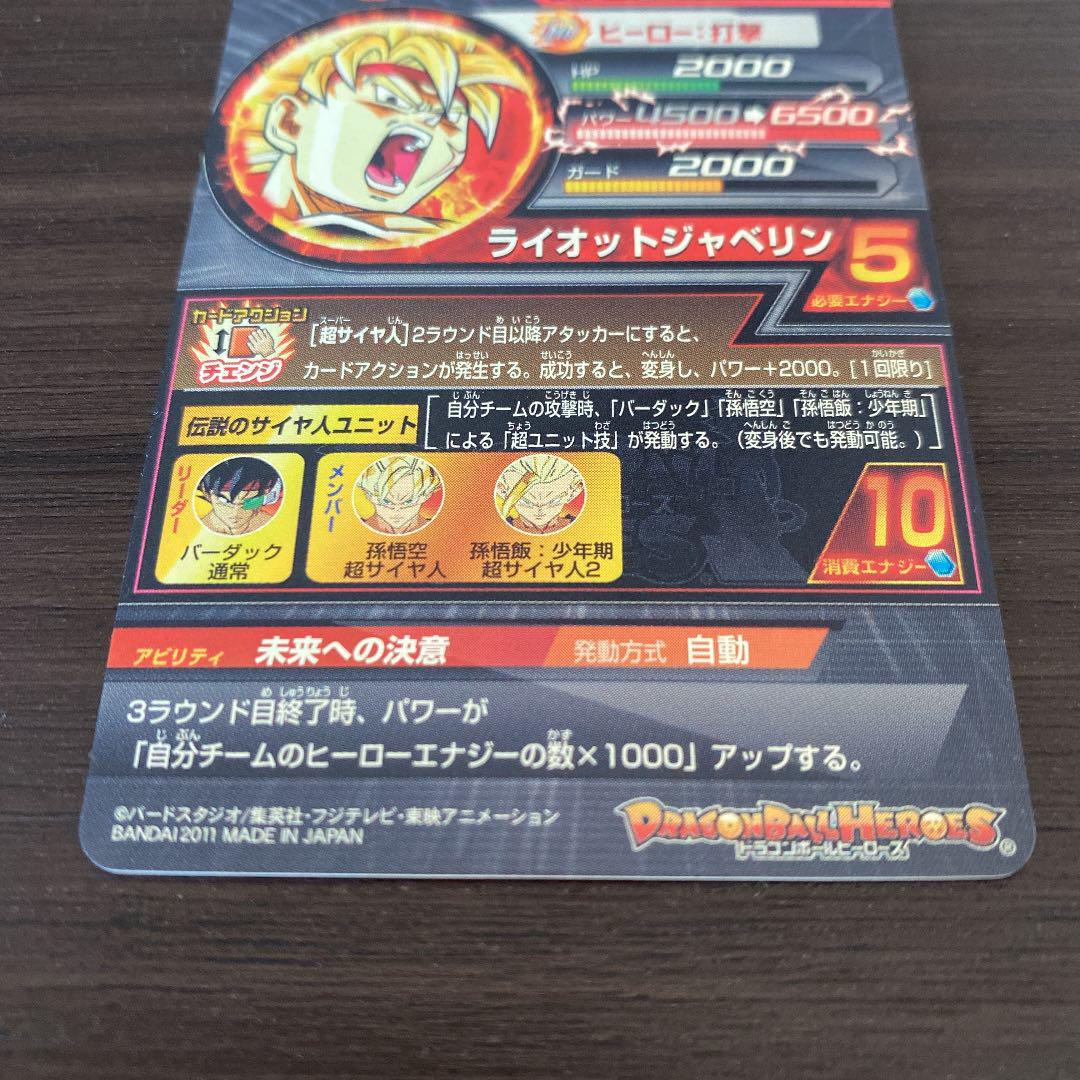 ヒーロー:打撃
HP 2000
パワー 4500→6500
ガード 2000
ライオットジャベリン 5
必要エナジー
カードアクション
チェンジ
[超サイヤ人]2ラウンド目以降アタッカーにすると、
カードアクションが発生する。成功すると、変身し、パワー+2000。[1回限り]
伝説のサイヤ人ユニット
自分チームの攻撃時、「バーダック」「孫悟空」「孫悟飯:少年期」
による「超ユニット技」が発動する。(変身後でも発動可能。)
リーダー
バーダック
通常
メンバー
孫悟空
超サイヤ人
孫悟飯:少年期
超サイヤ人2
10
消費エナジー
アビリティ 未来への決意 発動方式 自動
3ラウンド目終了時、パワーが
「自分チームのヒーローエナジーの数×1000」アップする。
©バードスタジオ/集英社・フジテレビ・東映アニメーション
BANDAI 2011 MADE IN JAPAN
DRAGONBALL HEROES
ドラゴンボールヒーローズ